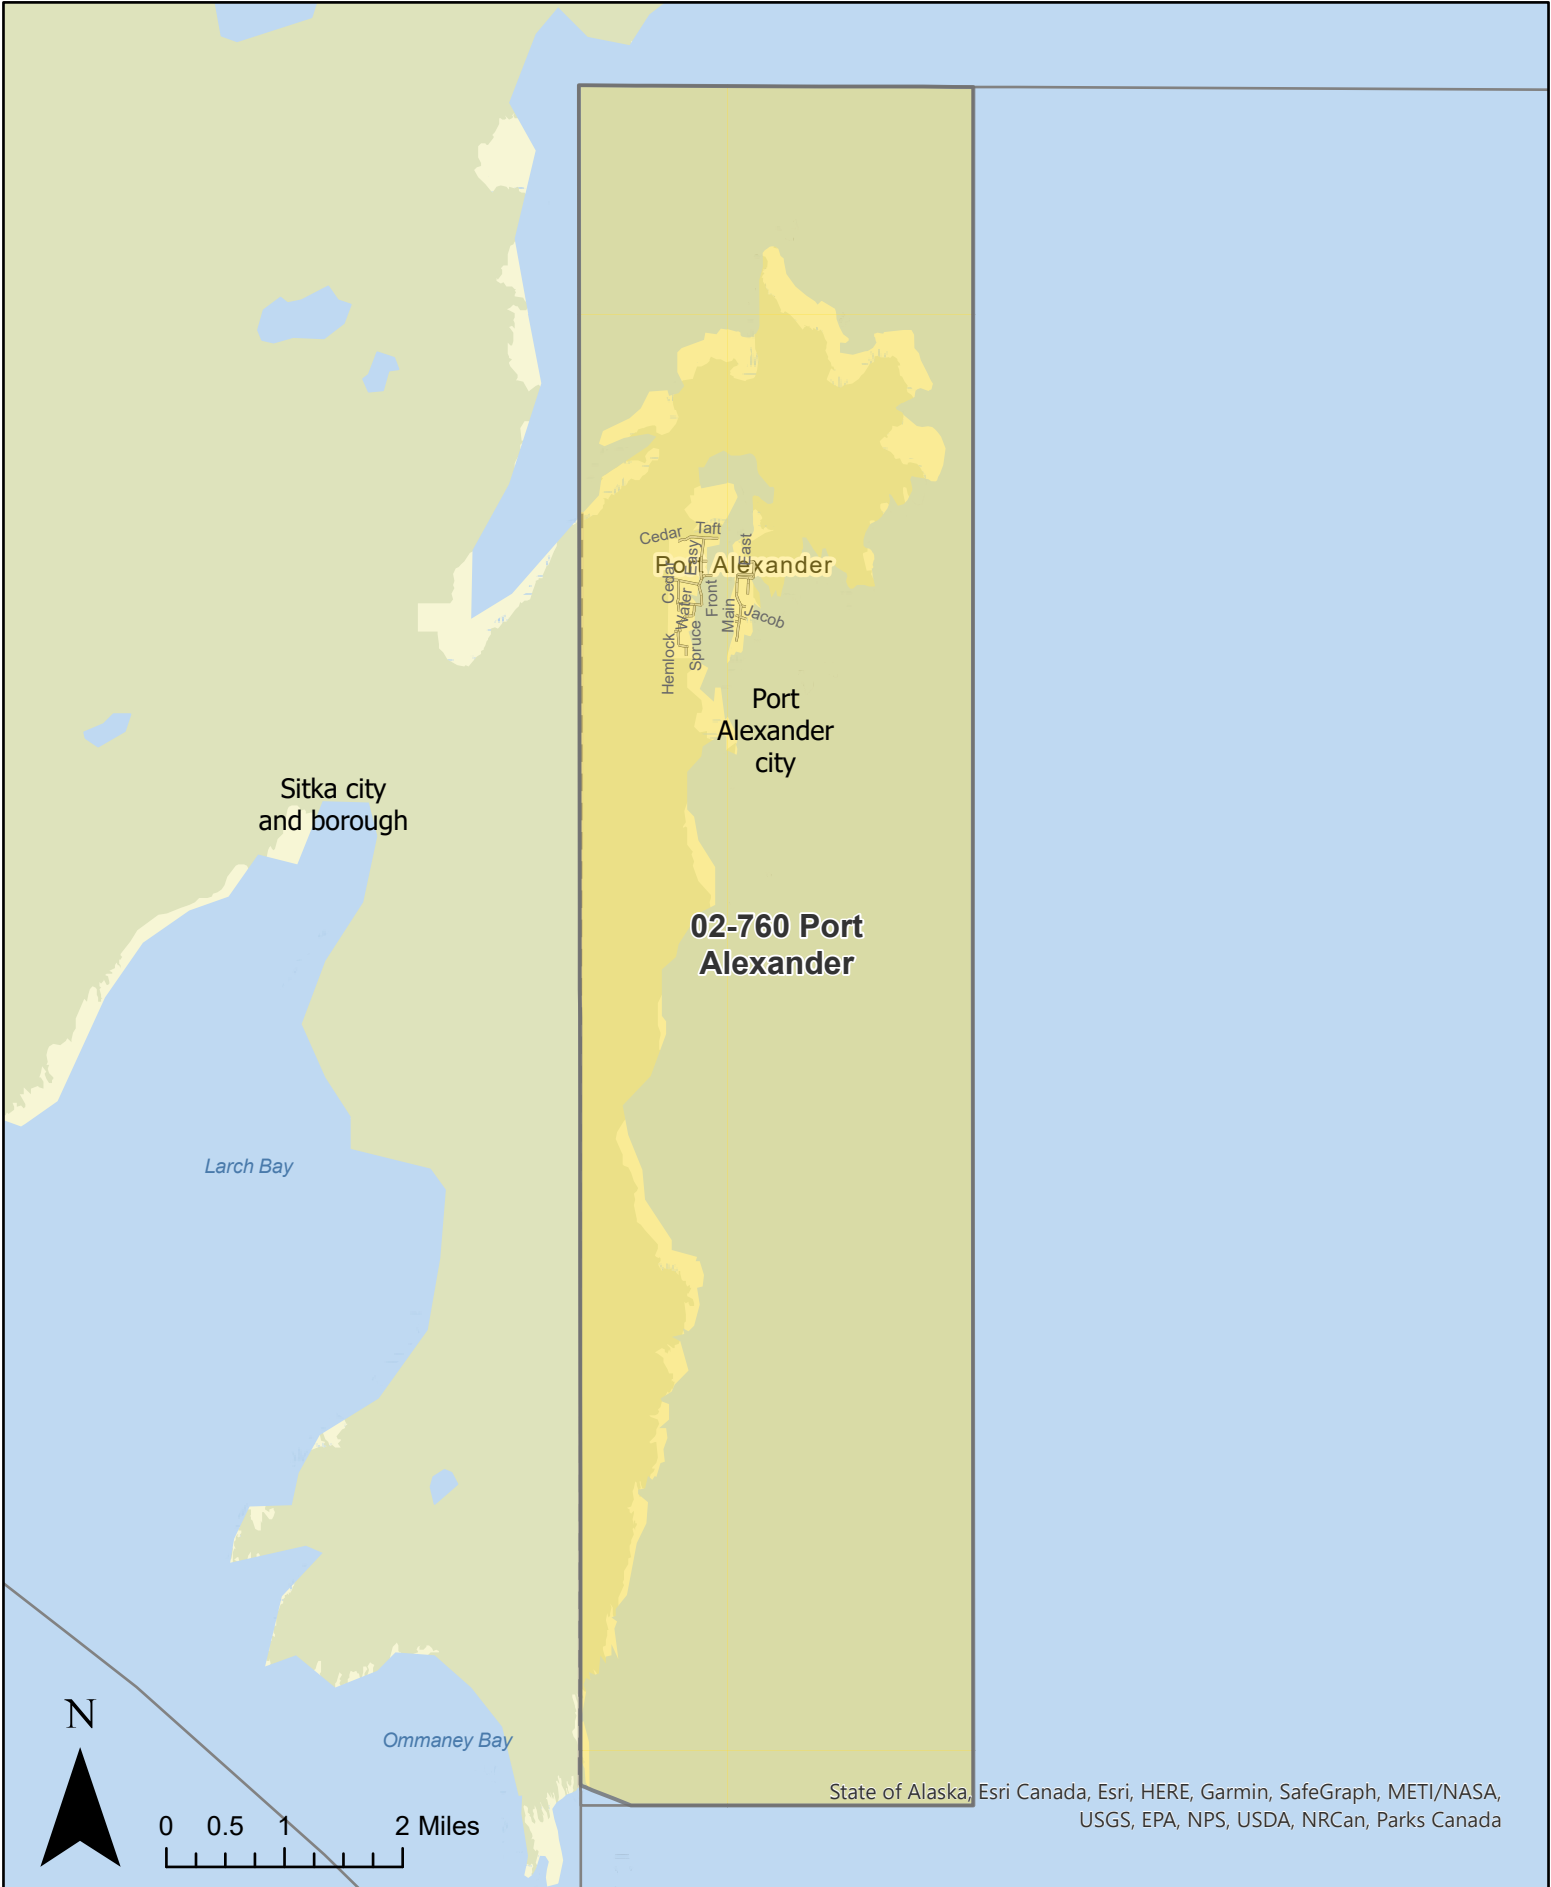 Cedar
Taft
East
Easy
Port Alexander
Cedar
Water
Front
Main
Jacob
Hemlock
Spruce
Port
Alexander
city
Sitka city
and borough
02-760 Port
Alexander
Larch Bay
N
Ommaney Bay
State of Alaska, Esri Canada, Esri, HERE, Garmin, SafeGraph, METI/NASA,
USGS, EPA, NPS, USDA, NRCan, Parks Canada
0 0.5 1 2 Miles